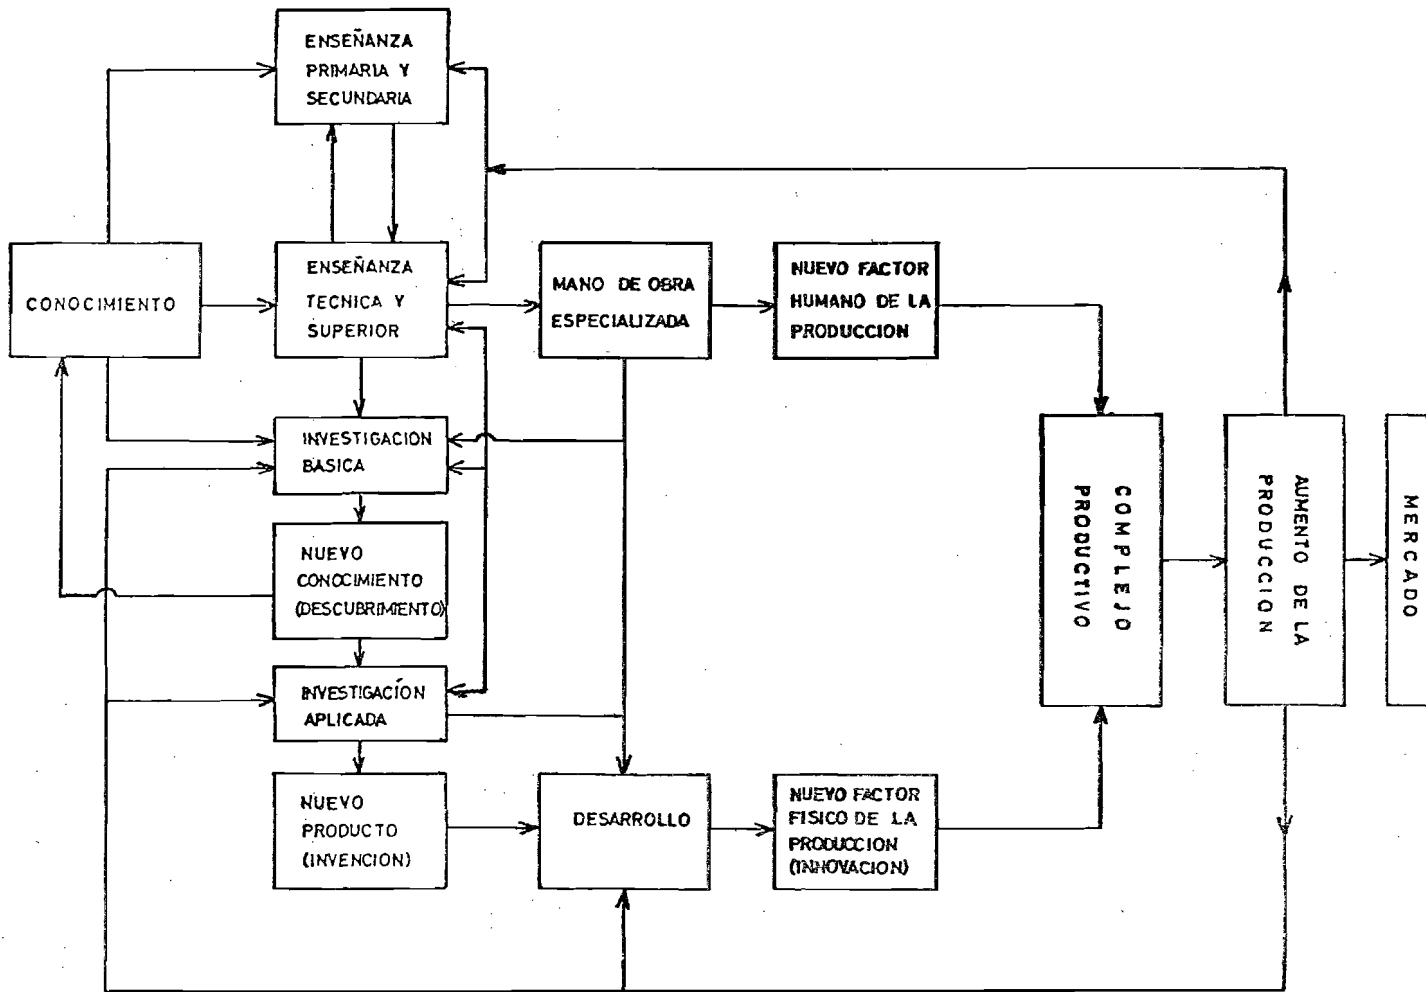 ENSEÑANZA
PRIMARIA Y
SECUNDARIA
CONOCIMIENTO
ENSEÑANZA
TECNICA Y
SUPERIOR
MANO DE OBRA
ESPECIALIZADA
NUEVO FACTOR
HUMANO DE LA
PRODUCCION
INVESTIGACION
BASICA
NUEVO
CONOCIMIENTO
(DESCUBRIMIENTO)
INVESTIGACIÓN
APLICADA
NUEVO
PRODUCTO
(INVENCION)
DESARROLLO
NUEVO FACTOR
FISICO DE LA
PRODUCCION
(INNOVACION)
COMPLEJO
PRODUCTIVO
AUMENTO DE LA
PRODUCCION
MERCADO